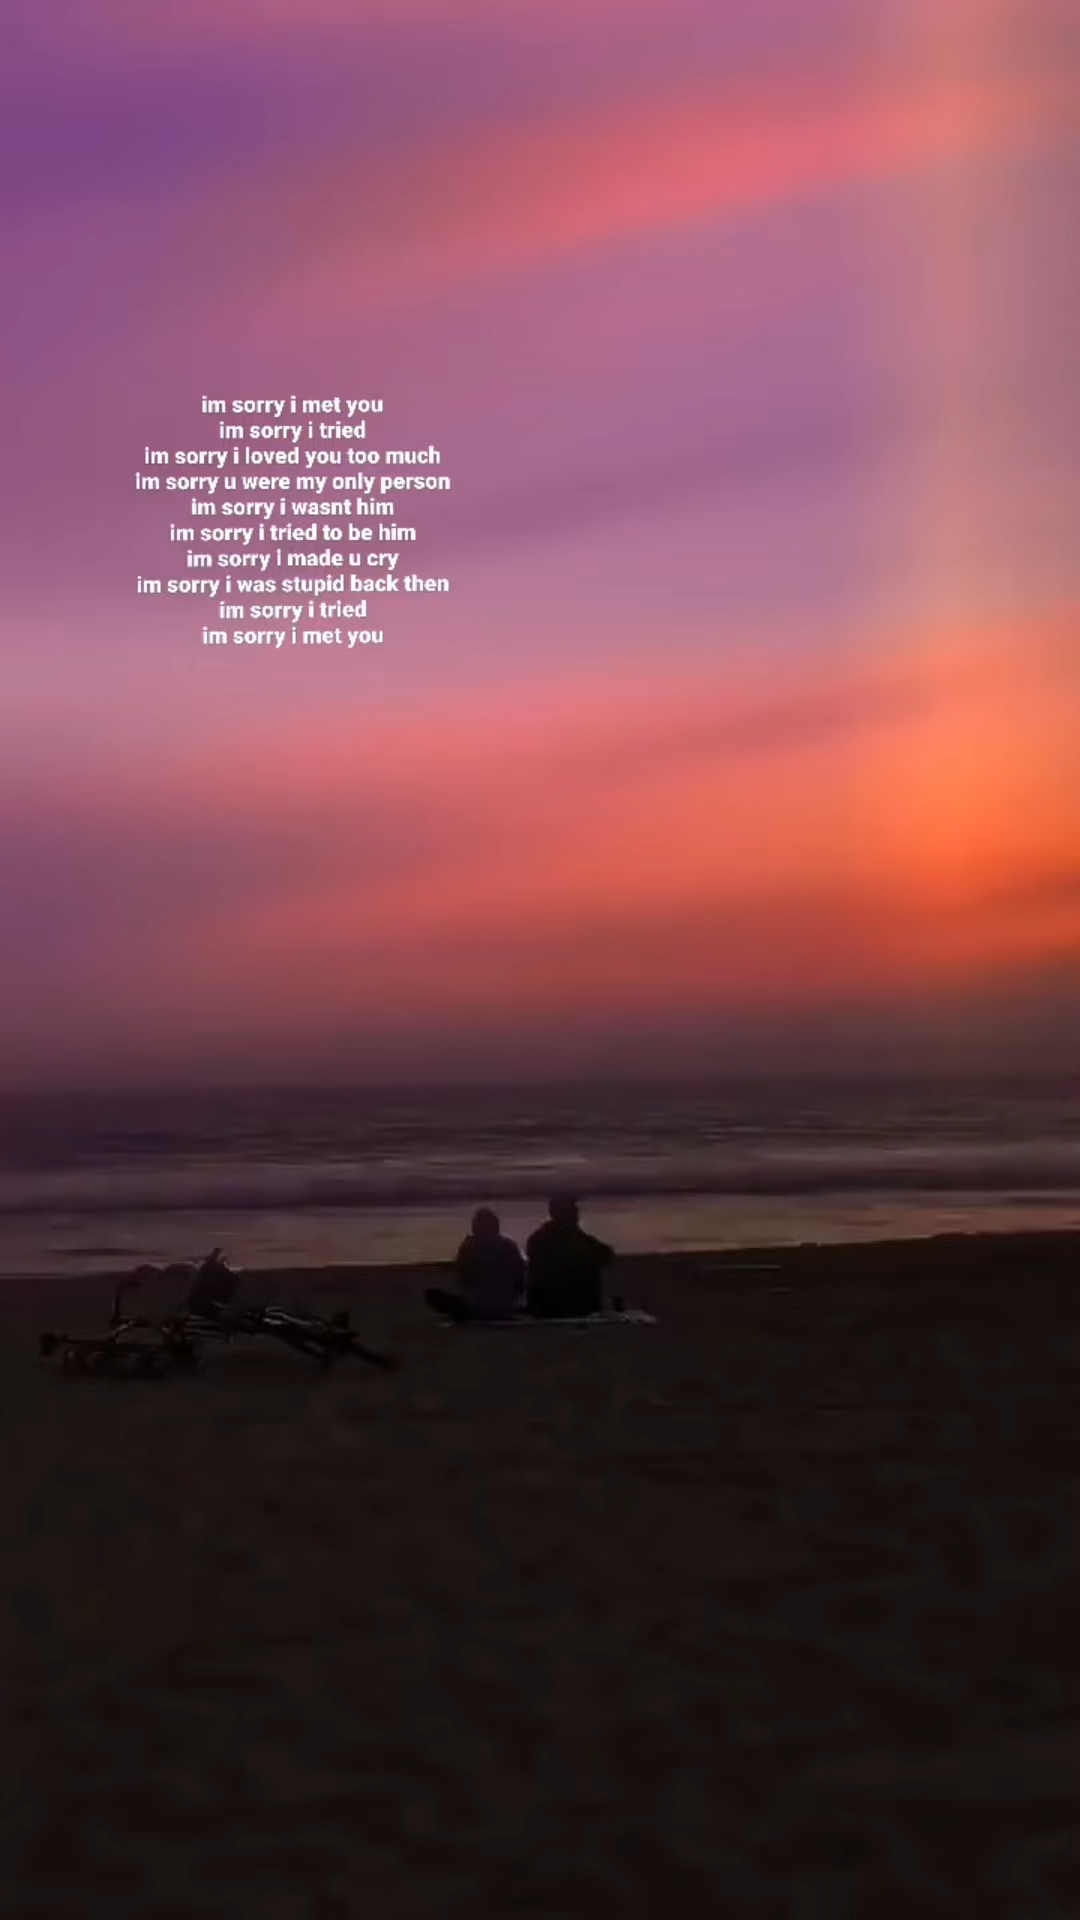 im sorry i met you
im sorry i tried
im sorry i loved you too much
im sorry u were my only person
im sorry i wasnt him
im sorry i tried to be him
im sorry i made u cry
im sorry i was stupid back then
im sorry i tried
im sorry i met you